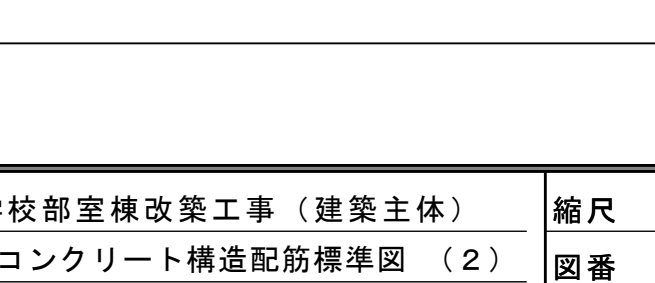 校部室棟改築工事（建築主体）
縮尺
コンクリート構造配筋標準図　（２）
図番